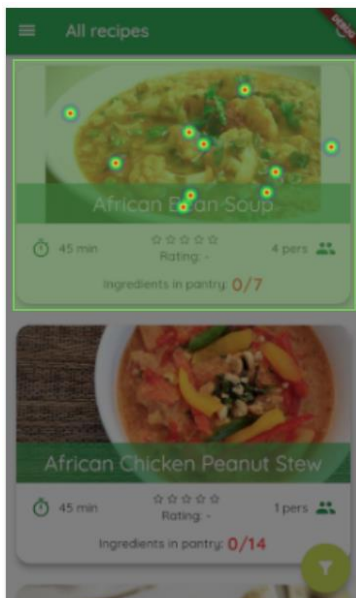 All recipes
DEBUG
African Bean Soup
45 min
Rating: -
4 pers
Ingredients in pantry: 0/7
African Chicken Peanut Stew
45 min
Rating: -
1 pers
Ingredients in pantry: 0/14